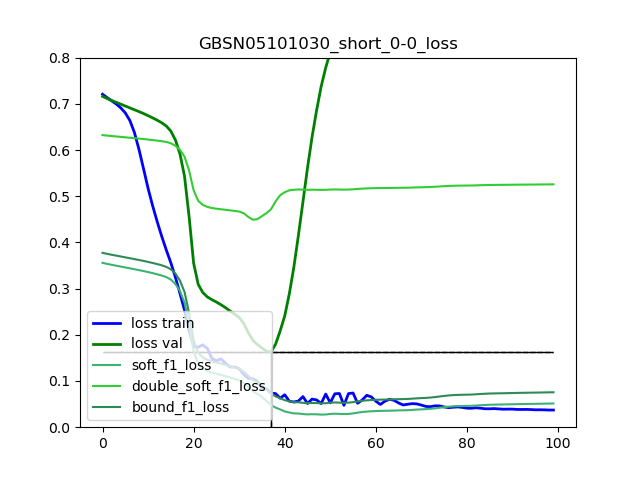 GBSN05101030_short_0-0_loss
0.8
0.7
0.6
0.5
0.4
0.3
0.2
0.1
0.0
loss train
loss val
soft_f1_loss
double_soft_f1_loss
bound_f1_loss
0 20 40 60 80 100